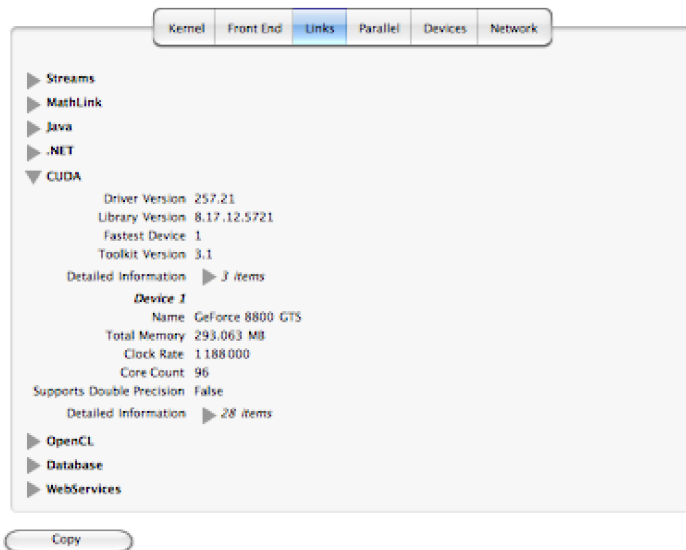 Kernel Front End Links Parallel Devices Network
Streams
MathLink
Java
.NET
CUDA
Driver Version 257.21
Library Version 8.17.12.5721
Fastest Device 1
Toolkit Version 3.1
Detailed Information 3 items
Device 1
Name GeForce 8800 GTS
Total Memory 293.063 MB
Clock Rate 1188000
Core Count 96
Supports Double Precision False
Detailed Information 28 items
OpenCL
Database
WebServices
Copy